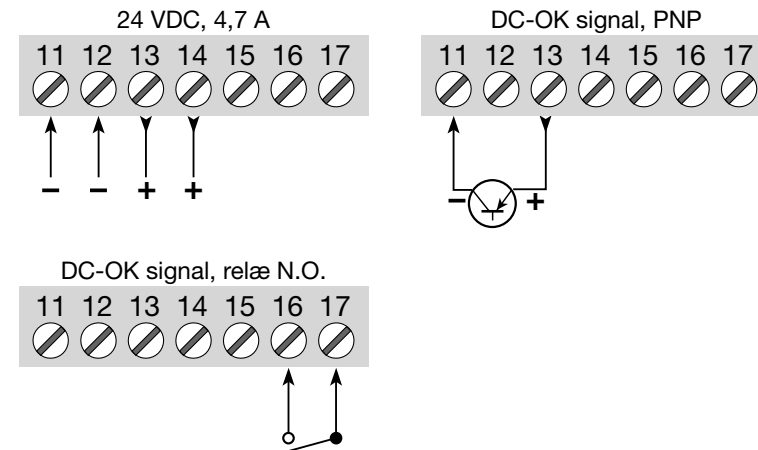 24 VDC, 4,7 A
11 12 13 14 15 16 17
– – + +
DC-OK signal, PNP
11 12 13 14 15 16 17
– +
DC-OK signal, relæ N.O.
11 12 13 14 15 16 17